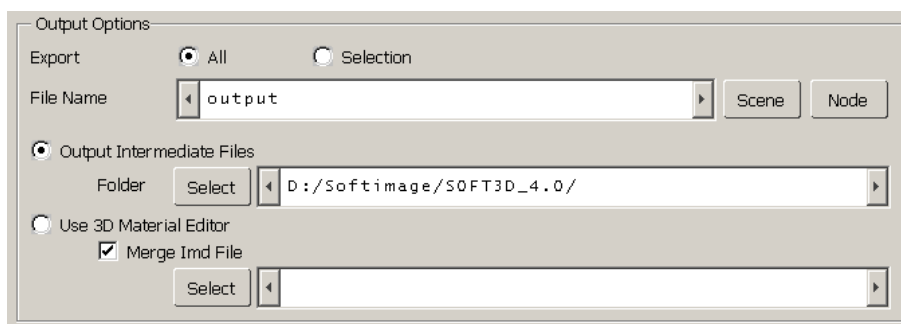 Output Options
Export All Selection
File Name output Scene Node
Output Intermediate Files
Folder Select D:/Softimage/SOFT3D_4.0/
Use 3D Material Editor
Merge Imd File
Select